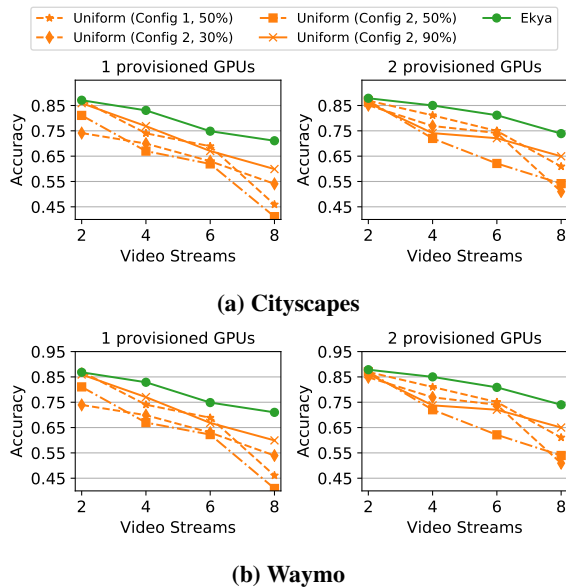 Uniform (Config 1, 50%) Uniform (Config 2, 50%) Ekya
Uniform (Config 2, 30%) Uniform (Config 2, 90%)
1 provisioned GPUs 2 provisioned GPUs
0.85 0.85
0.75 0.75
0.65 0.65
0.55 0.55
0.45 0.45
Accuracy Accuracy
2 4 6 8 2 4 6 8
Video Streams Video Streams
(a) Cityscapes
1 provisioned GPUs 2 provisioned GPUs
0.95 0.95
0.85 0.85
0.75 0.75
0.65 0.65
0.55 0.55
0.45 0.45
Accuracy Accuracy
2 4 6 8 2 4 6 8
Video Streams Video Streams
(b) Waymo